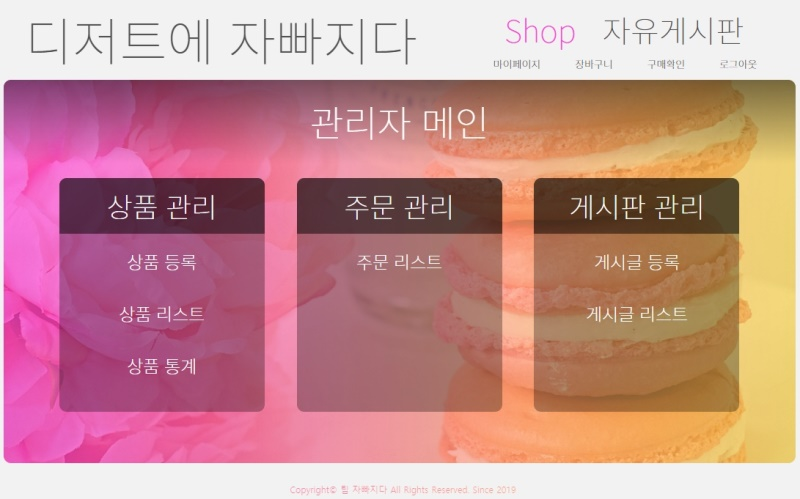 디저트에 자빠지다
Shop 자유게시판
마이페이지 장바구니 구매확인 로그아웃
관리자 메인
상품 관리
상품 등록
상품 리스트
상품 통계
주문 관리
주문 리스트
게시판 관리
게시글 등록
게시글 리스트
Copyright© 자빠지다 All Rights Reserved. Since 2019